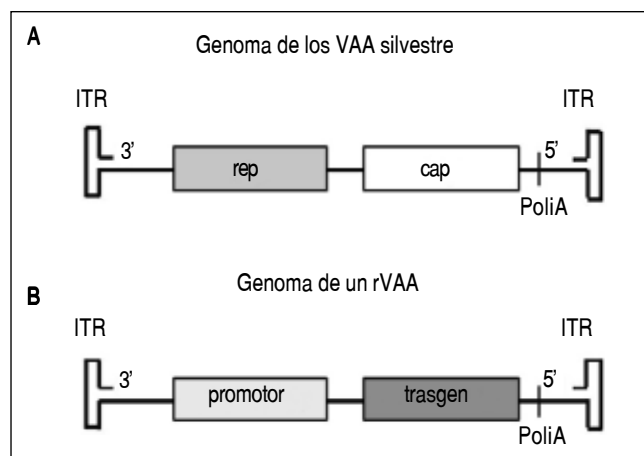 A
Genoma de los VAA silvestre
ITR ITR
3' rep cap 5'
PoliA
B
Genoma de un rVAA
ITR ITR
3' promotor trasgen 5'
PoliA